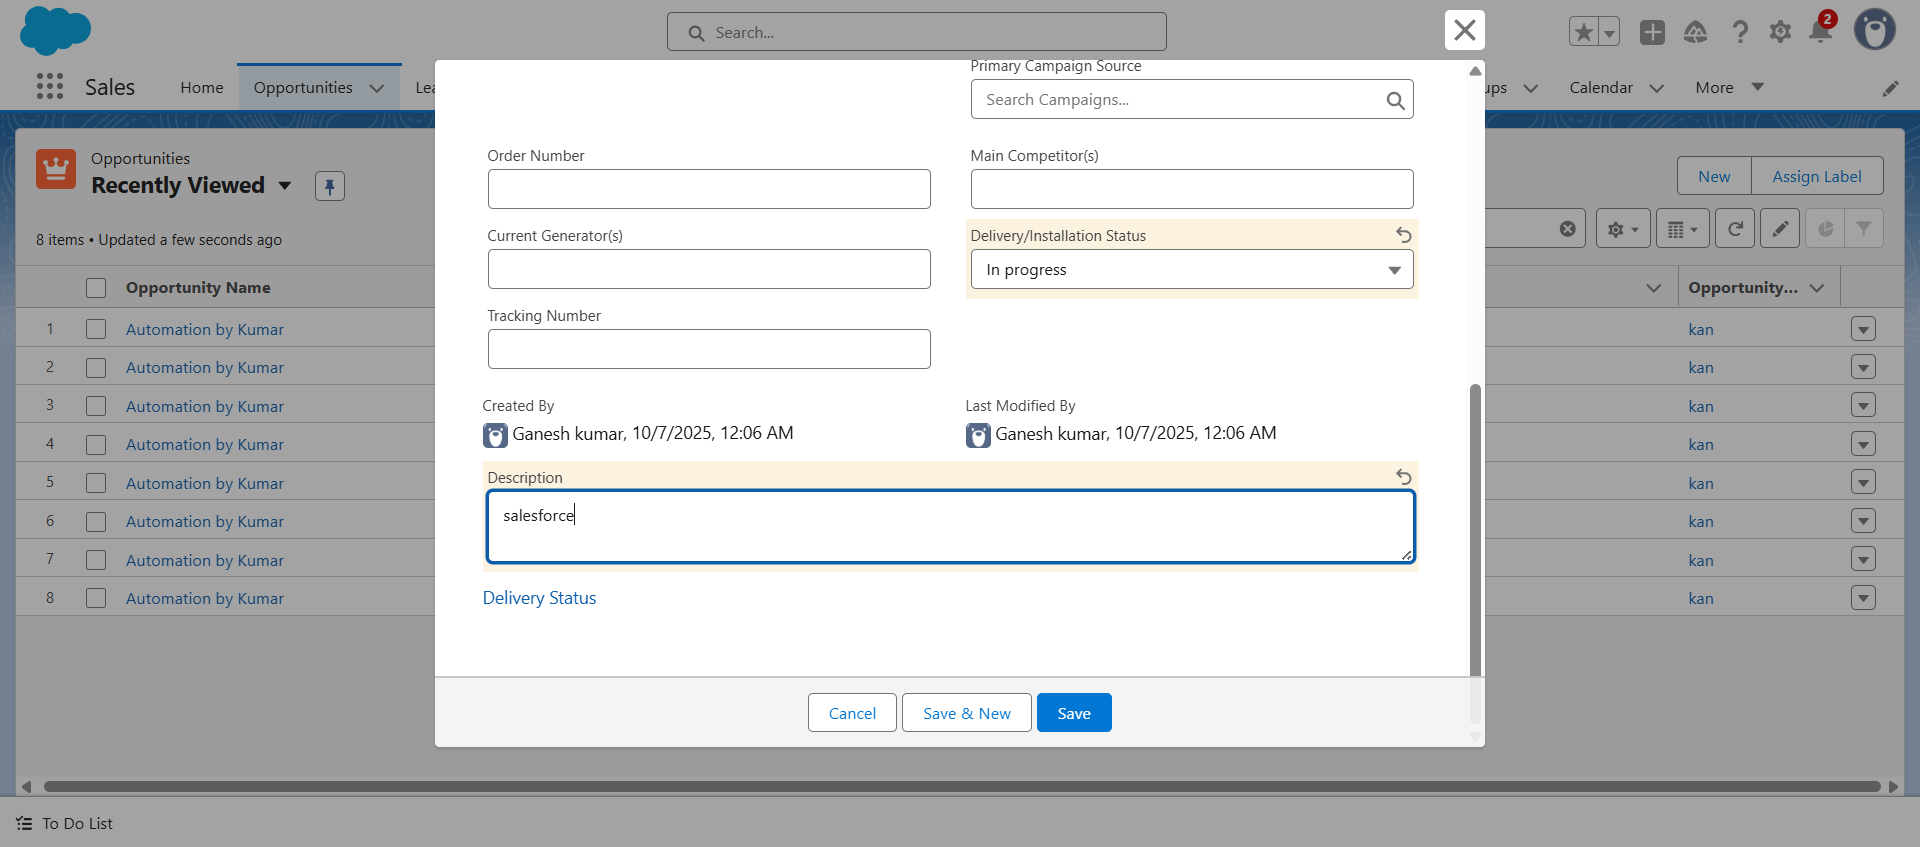 Search...
2
Sales
Home
Opportunities
Lea
ups
Calendar
More
Opportunities
Recently Viewed
New
Assign Label
8 items • Updated a few seconds ago
Opportunity Name
Opportunity...
1 Automation by Kumar kan
2 Automation by Kumar kan
3 Automation by Kumar kan
4 Automation by Kumar kan
5 Automation by Kumar kan
6 Automation by Kumar kan
7 Automation by Kumar kan
8 Automation by Kumar kan
Primary Campaign Source
Search Campaigns...
Order Number
Main Competitor(s)
Current Generator(s)
Delivery/Installation Status
In progress
Tracking Number
Created By
Ganesh kumar, 10/7/2025, 12:06 AM
Last Modified By
Ganesh kumar, 10/7/2025, 12:06 AM
Description
salesforce
Delivery Status
Cancel
Save & New
Save
To Do List